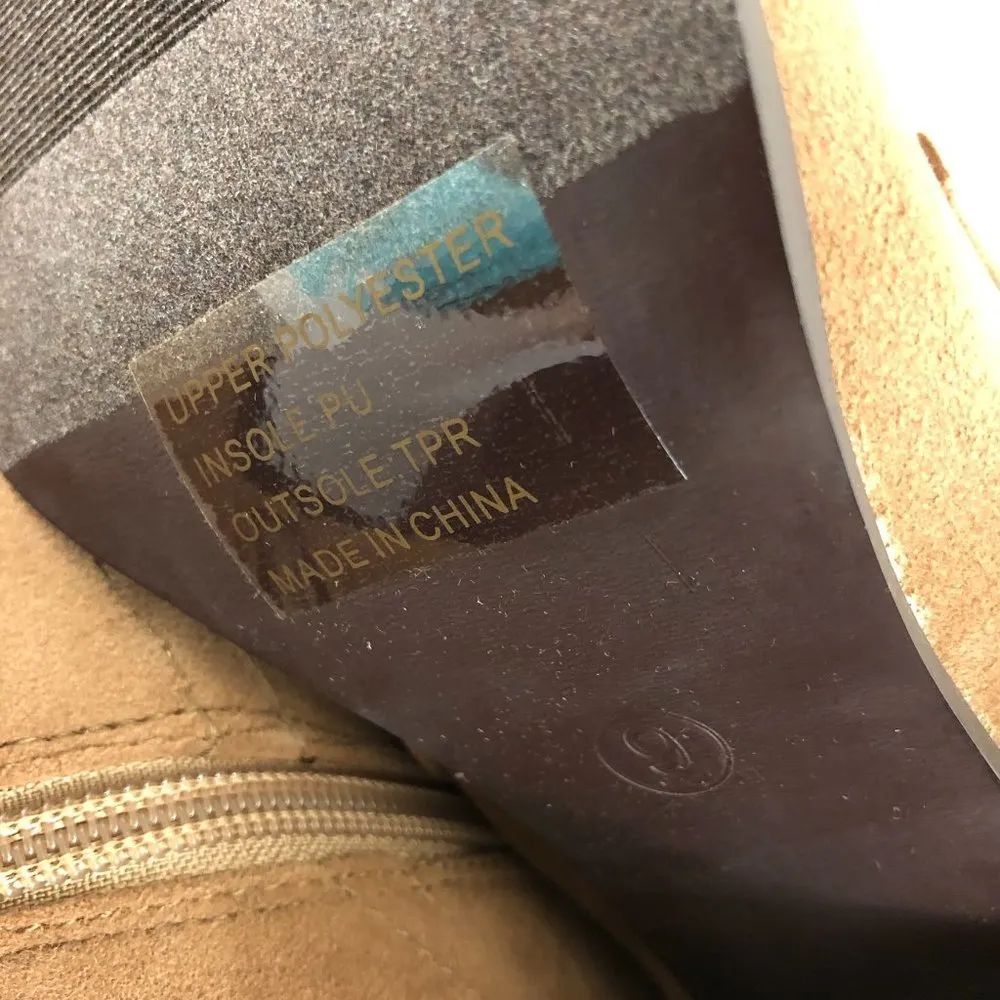 UPPER POLYESTER
INSOLE PU
OUTSOLE TPR
MADE IN CHINA